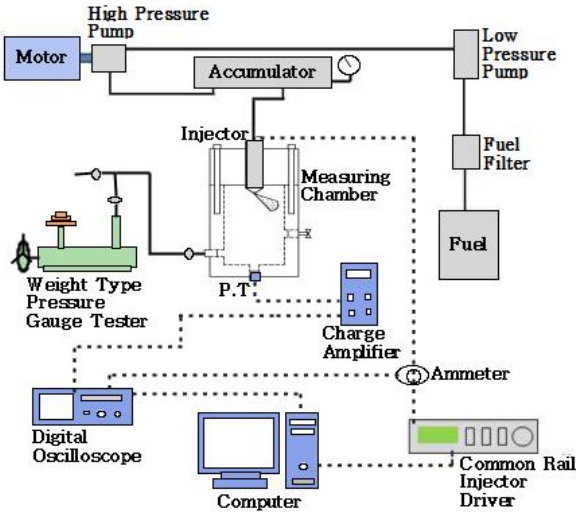 High Pressure
Pump
Motor
Accumulator
Low
Pressure
Pump
Injector
Measuring
Chamber
Fuel
Filter
Fuel
Weight Type
Pressure
Gauge Tester
P.T
Charge
Amplifier
Ammeter
Digital
Oscilloscope
Computer
Common Rail
Injector
Driver